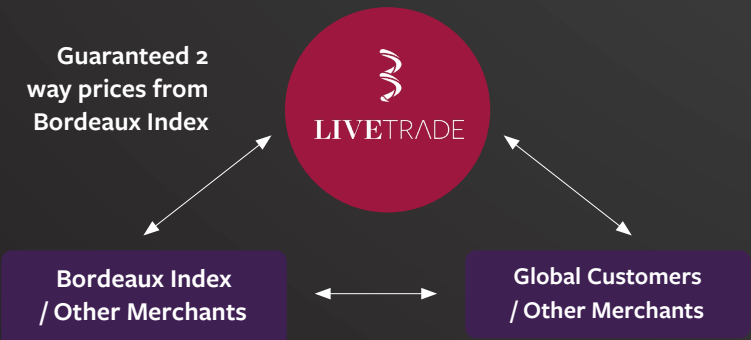 Guaranteed 2
way prices from
Bordeaux Index
LIVETRADE
Bordeaux Index
/ Other Merchants
Global Customers
/ Other Merchants